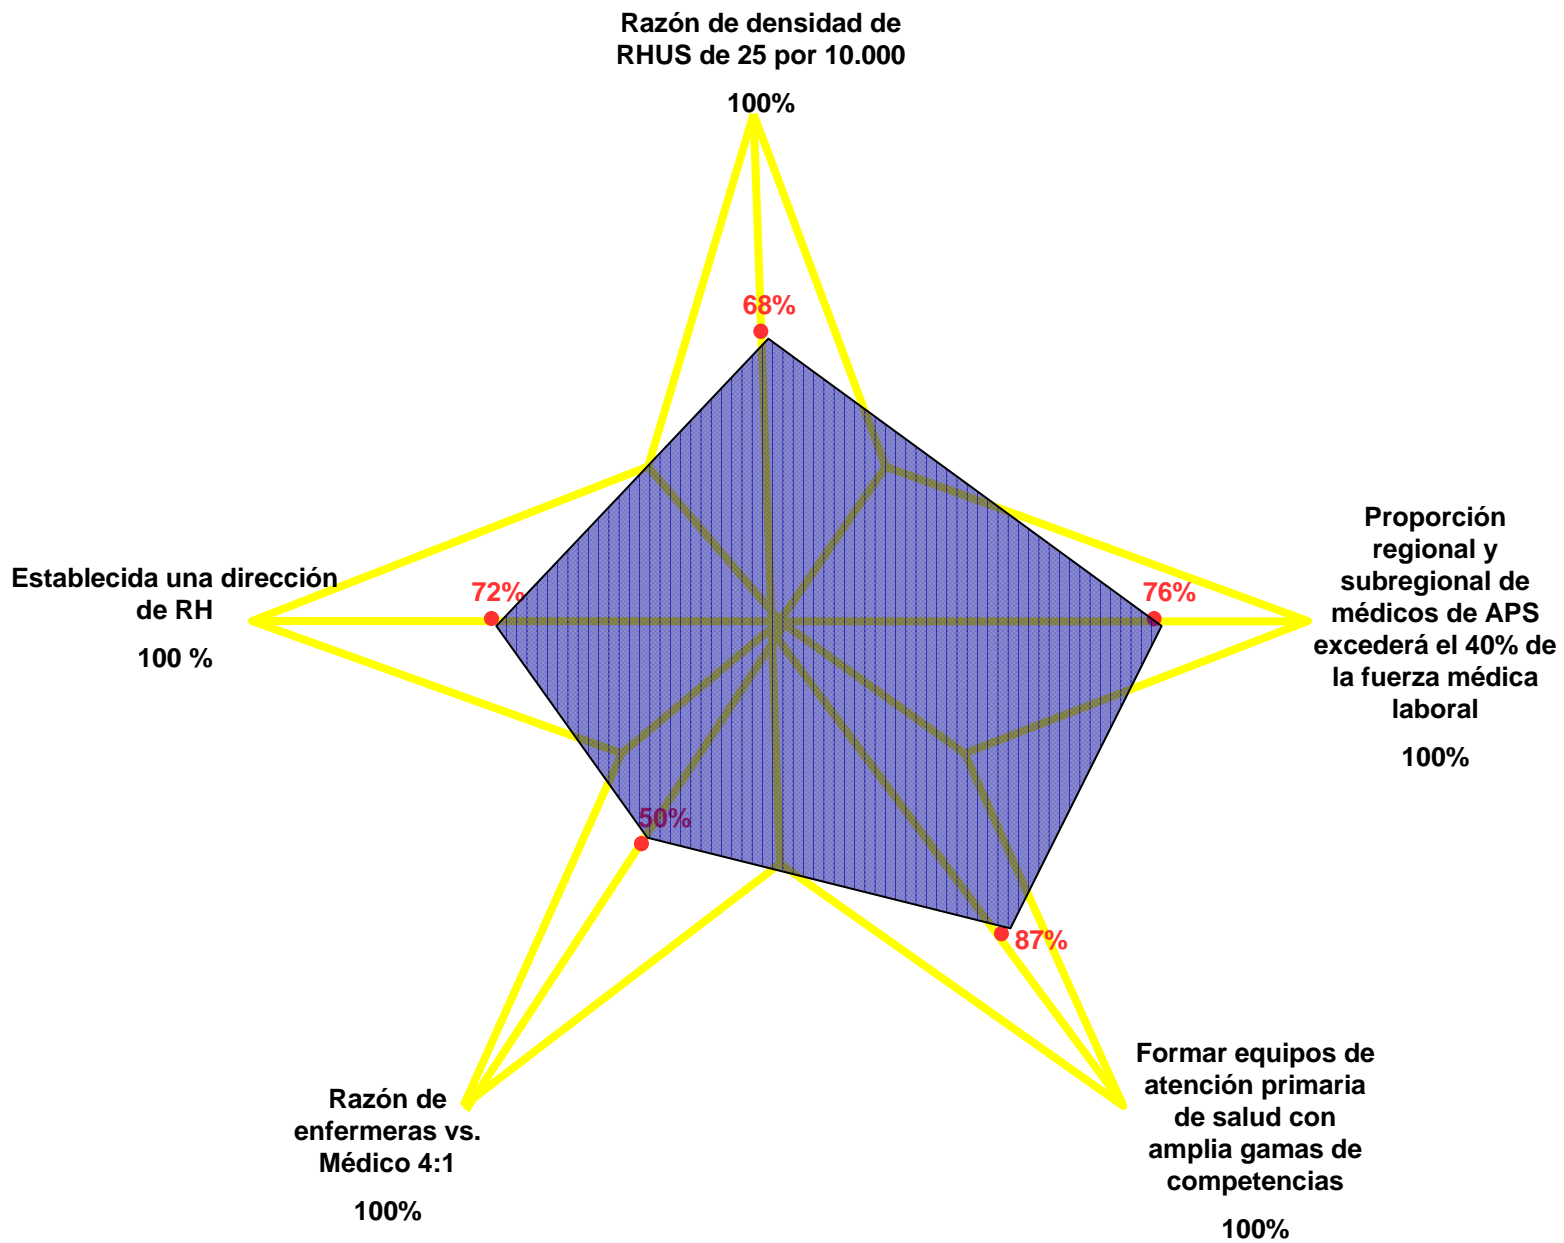 Razón de densidad de
RHUS de 25 por 10.000
100%
68%
Establecida una dirección
de RH
100 %
72%
76%
Proporción
regional y
subregional de
médicos de APS
excederá el 40% de
la fuerza médica
laboral
100%
50%
87%
Razón de
enfermeras vs.
Médico 4:1
100%
Formar equipos de
atención primaria
de salud con
amplia gamas de
competencias
100%